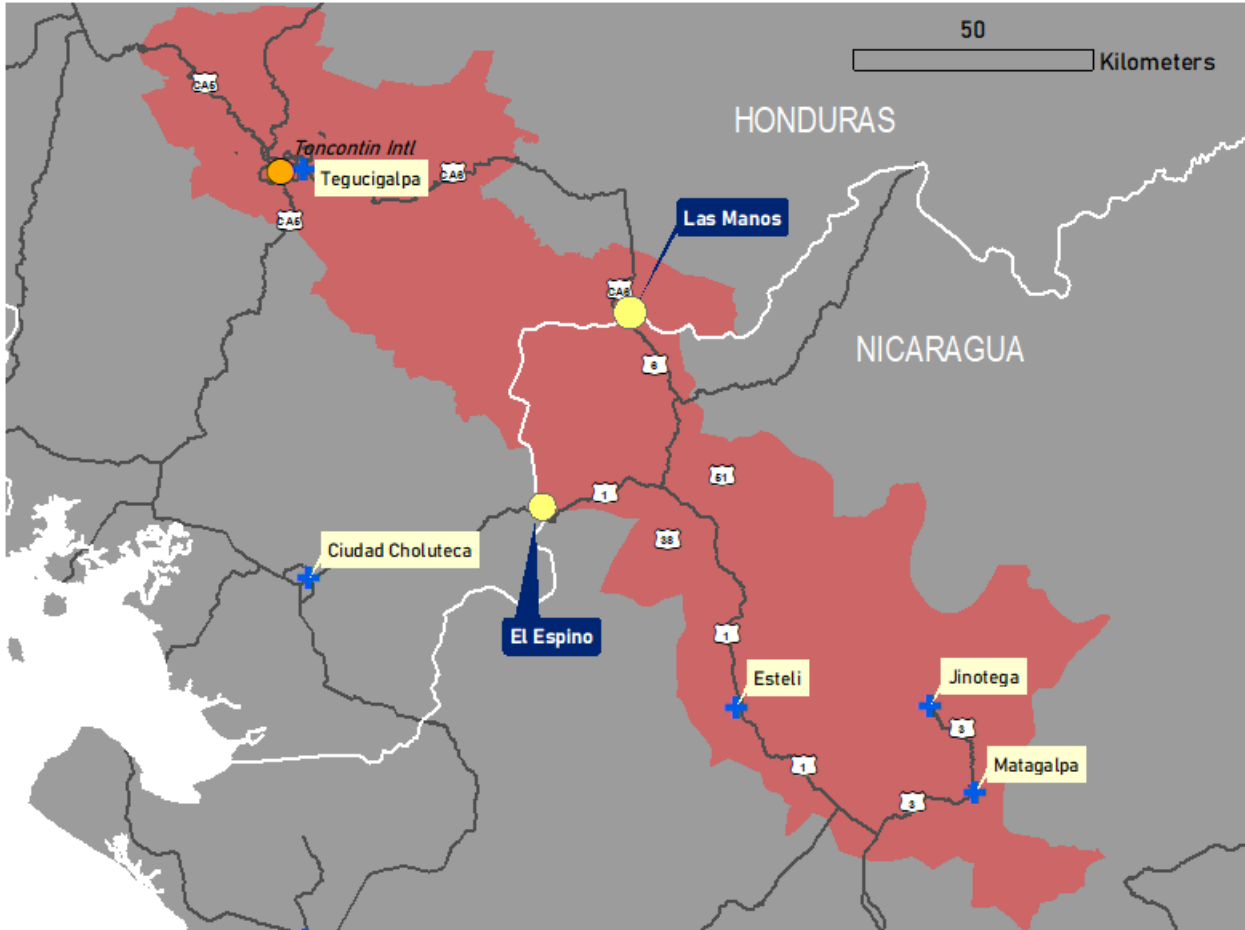 50
Kilometers
CA5
HONDURAS
Toncontin Intl
Tegucigalpa
CA6
CA5
Las Manos
CA6
NICARAGUA
6
51
1
38
Ciudad Choluteca
El Espino
1
Esteli
Jinotega
3
1
Matagalpa
3